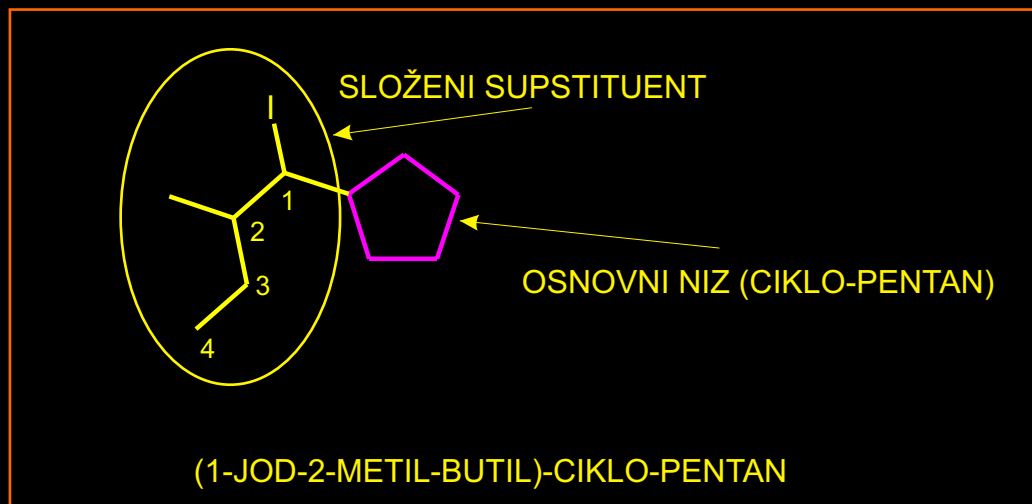 SLOŽENI SUPSTITUENT
I
1
2
3
OSNOVNI NIZ (CIKLO-PENTAN)
4
(1-JOD-2-METIL-BUTIL)-CIKLO-PENTAN